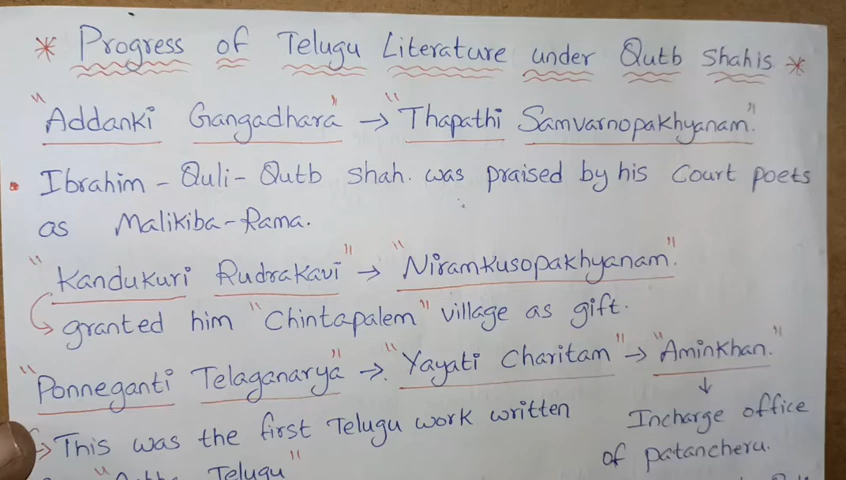 * Progress of Telugu Literature under Qutb Shahis *
"Addanki Gangadhara" → "Thapathi Samvarnopakhyanam".
• Ibrahim - Quli - Qutb Shah. was praised by his Court poets
as Malikiba-Rama.
"Kandukuri Rudrakavi" → "Niramkusopakhyanam".
granted him "Chintapalem" village as gift.
"Ponneganti Telaganarya" → "Yayati Charitam" → "Aminkhan."
↓
Incharge office
of patancheru.
→ This was the first Telugu work written
Telugu"